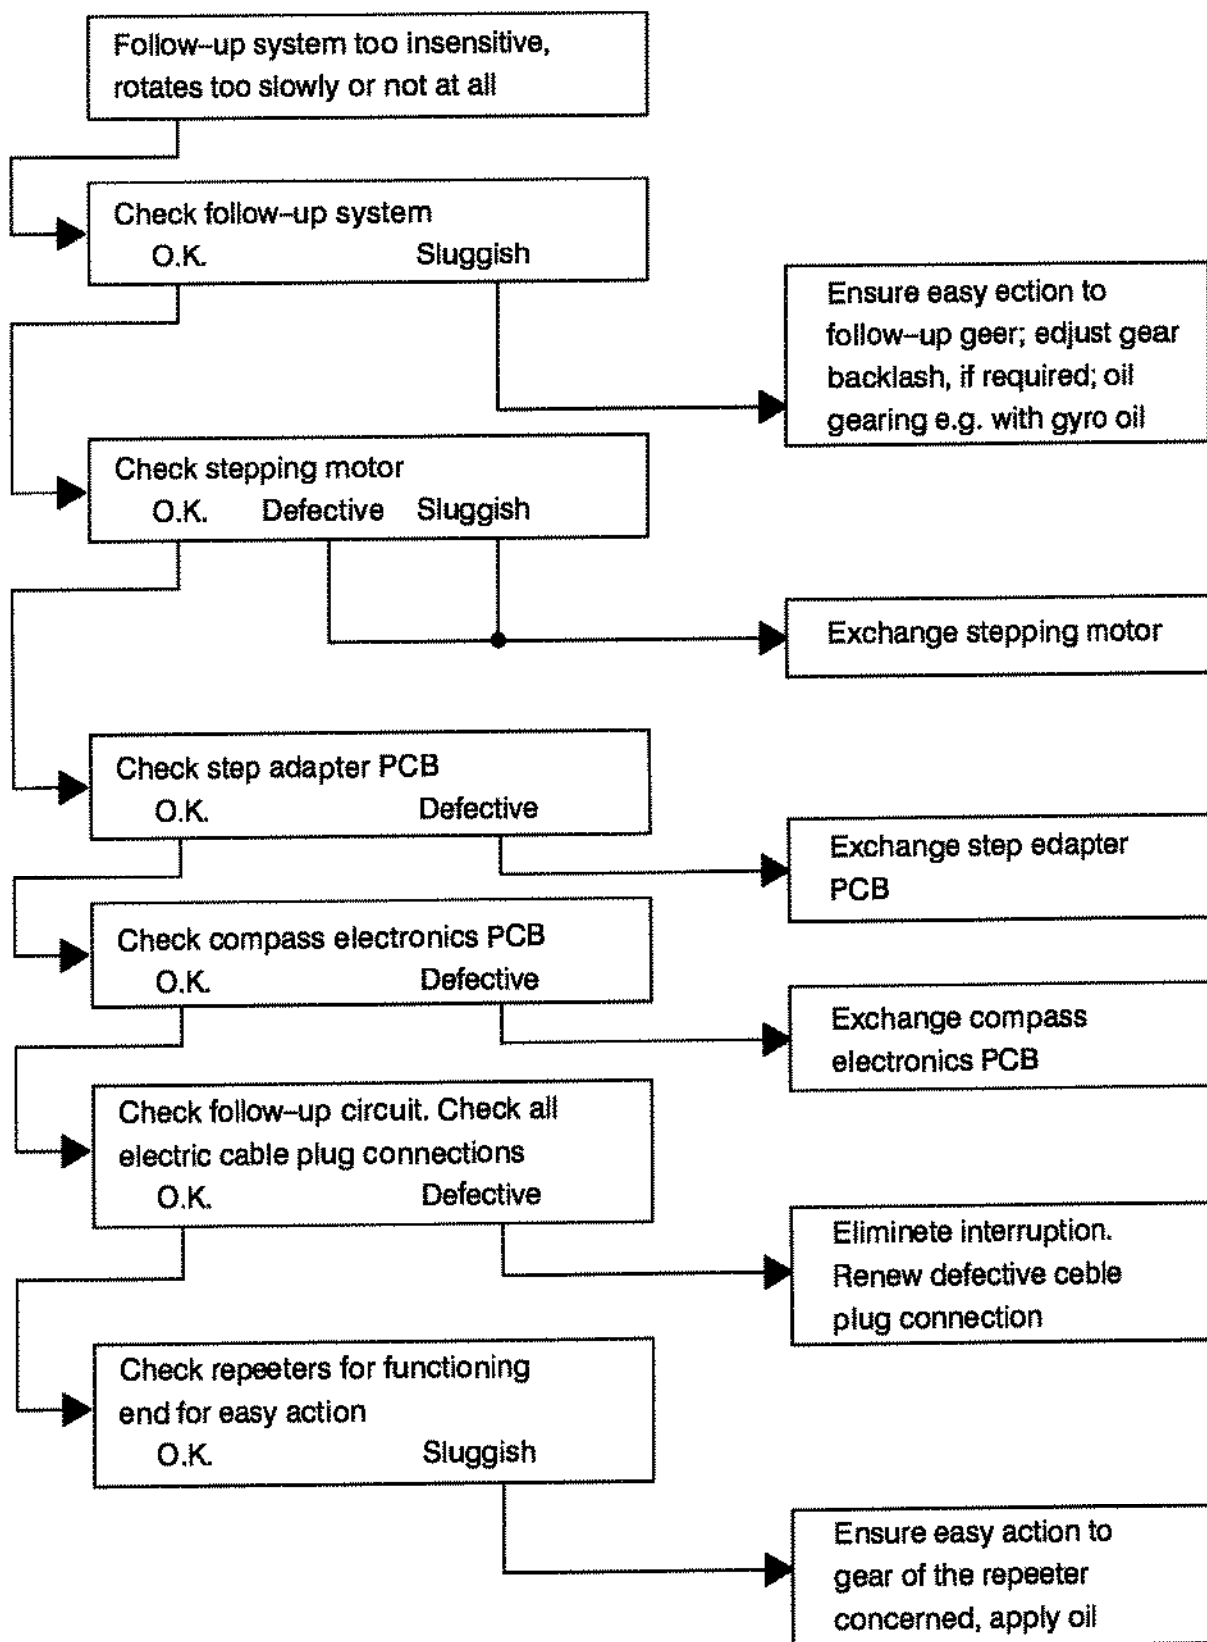 Follow–up system too insensitive,
rotates too slowly or not at all
Check follow–up system
O.K. Sluggish
Ensure easy ection to
follow–up geer; edjust gear
backlash, if required; oil
gearing e.g. with gyro oil
Check stepping motor
O.K. Defective Sluggish
Exchange stepping motor
Check step adapter PCB
O.K. Defective
Exchange step edapter
PCB
Check compass electronics PCB
O.K. Defective
Exchange compass
electronics PCB
Check follow–up circuit. Check all
electric cable plug connections
O.K. Defective
Eliminete interruption.
Renew defective ceble
plug connection
Check repeeters for functioning
end for easy action
O.K. Sluggish
Ensure easy action to
gear of the repeeter
concerned, apply oil